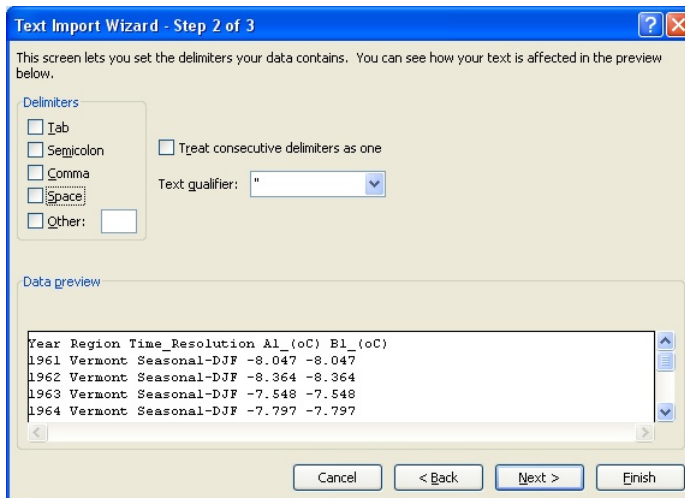 Text Import Wizard - Step 2 of 3
This screen lets you set the delimiters your data contains. You can see how your text is affected in the preview
below.
Delimiters
Tab
Semicolon
Comma
Space
Other:
Treat consecutive delimiters as one
Text qualifier: "
Data preview
Year Region Time_Resolution A1_(oC) B1_(oC)
1961 Vermont Seasonal-DJF -8.047 -8.047
1962 Vermont Seasonal-DJF -8.364 -8.364
1963 Vermont Seasonal-DJF -7.548 -7.548
1964 Vermont Seasonal-DJF -7.797 -7.797
Cancel
< Back
Next >
Finish